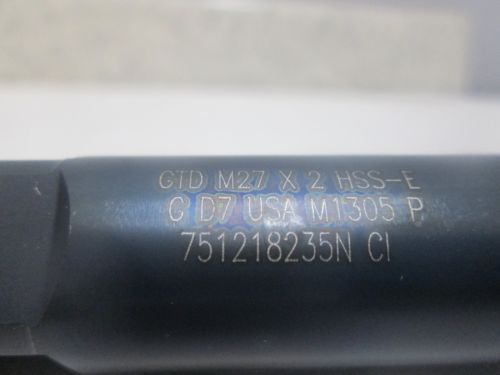 GTD M27 X 2 HSS-E
G D7 USA M1305 P
751218235N CI